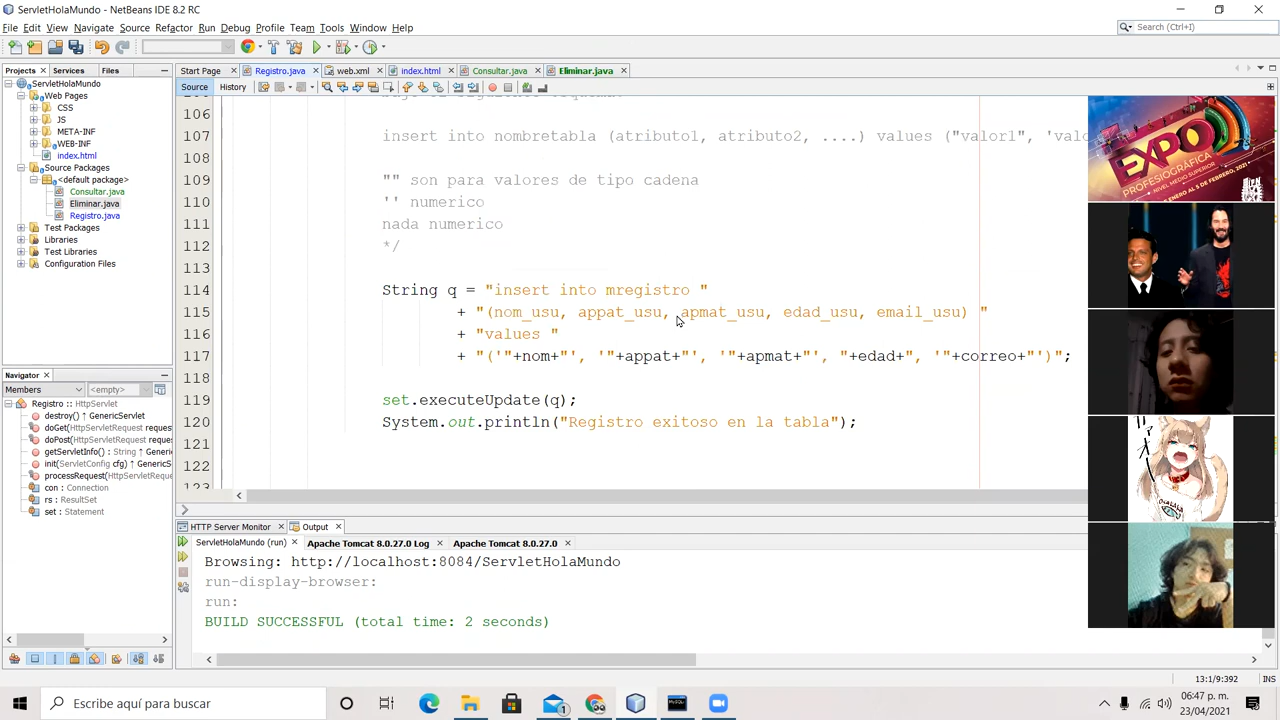 ServletHolaMundo - NetBeans IDE 8.2 RC
File Edit View Navigate Source Refactor Run Debug Profile Team Tools Window Help
Search (Ctrl+I)
Projects Services Files
Start Page Registro.java web.xml index.html Consultar.java Eliminar.java
Source History
ServletHolaMundo
Web Pages
CSS
JS
META-INF
WEB-INF
index.html
Source Packages
<default package>
Consultar.java
Eliminar.java
Registro.java
Test Packages
Libraries
Test Libraries
Configuration Files
106
107 insert into nombretabla (atributo1, atributo2, ....) values ("valor1", 'valo
108
109 "" son para valores de tipo cadena
110 '' numerico
111 nada numerico
112 */
113
114 String q = "insert into mregistro "
115 + "(nom_usu, appat_usu, apmat_usu, edad_usu, email_usu) "
116 + "values "
117 + "('"+nom+"', '"+appat+"', '"+apmat+"', "+edad+", '"+correo+"')";
118
119 set.executeUpdate(q);
120 System.out.println("Registro exitoso en la tabla");
121
122
123
Navigator
Members <empty>
Registro :: HttpServlet
destroy() ↑ GenericServlet
doGet(HttpServletRequest reques
doPost(HttpServletRequest reque
getServletInfo() : String ↑ Generic
init(ServletConfig cfg) ↑ GenericS
processRequest(HttpServletReque
con : Connection
rs : ResultSet
set : Statement
HTTP Server Monitor Output
ServletHolaMundo (run) Apache Tomcat 8.0.27.0 Log Apache Tomcat 8.0.27.0
Browsing: http://localhost:8084/ServletHolaMundo
run-display-browser:
run:
BUILD SUCCESSFUL (total time: 2 seconds)
EXPO
PROFESIOGRÁFICA
NIVEL MEDIO SUPERIOR
13:1/9:392 INS
Escribe aquí para buscar
06:47 p. m.
23/04/2021